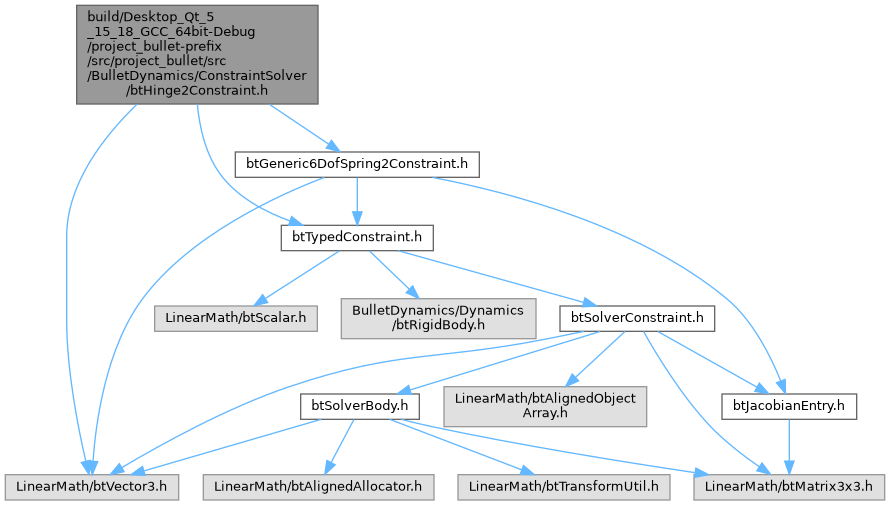 build/Desktop_Qt_5
_15_18_GCC_64bit-Debug
/project_bullet-prefix
/src/project_bullet/src
/BulletDynamics/ConstraintSolver
/btHinge2Constraint.h
btGeneric6DofSpring2Constraint.h
btTypedConstraint.h
LinearMath/btScalar.h
BulletDynamics/Dynamics
/btRigidBody.h
btSolverConstraint.h
btSolverBody.h
LinearMath/btAlignedObject
Array.h
btJacobianEntry.h
LinearMath/btVector3.h
LinearMath/btAlignedAllocator.h
LinearMath/btTransformUtil.h
LinearMath/btMatrix3x3.h